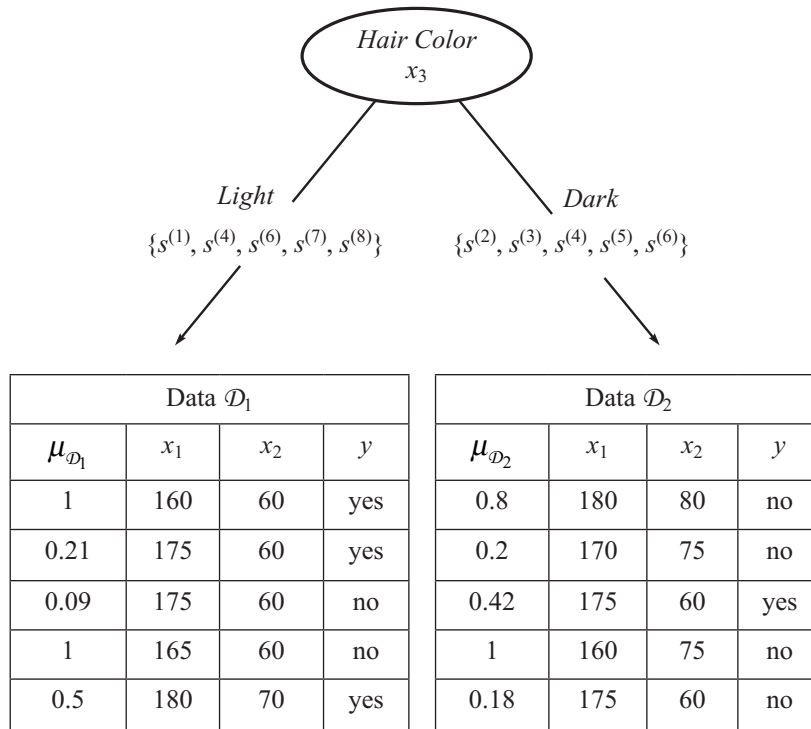 Hair Color
x₃
Light
Dark
{s⁽¹⁾, s⁽⁴⁾, s⁽⁶⁾, s⁽⁷⁾, s⁽⁸⁾}
{s⁽²⁾, s⁽³⁾, s⁽⁴⁾, s⁽⁵⁾, s⁽⁶⁾}
Data 𝒟₁
μ_𝒟₁ x₁ x₂ y
1 160 60 yes
0.21 175 60 yes
0.09 175 60 no
1 165 60 no
0.5 180 70 yes
Data 𝒟₂
μ_𝒟₂ x₁ x₂ y
0.8 180 80 no
0.2 170 75 no
0.42 175 60 yes
1 160 75 no
0.18 175 60 no